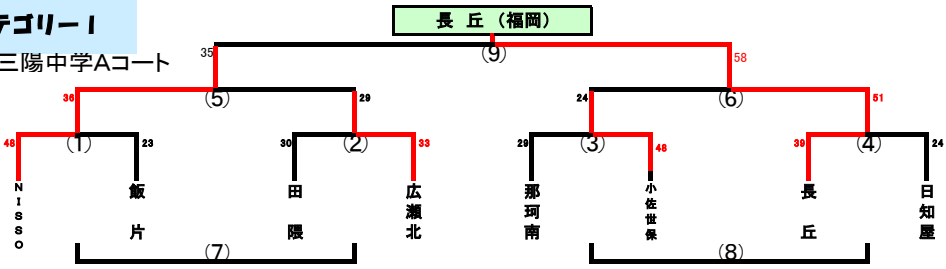 テゴリーⅠ
長 丘 (福岡)
三陽中学Aコート
35
(9)
58
36
(5)
29
24
(6)
51
48
(1)
23
30
(2)
33
29
(3)
48
39
(4)
24
NISSO
飯片
田隈
広瀬北
那珂南
小佐世保
長丘
日知屋
(7)
(8)